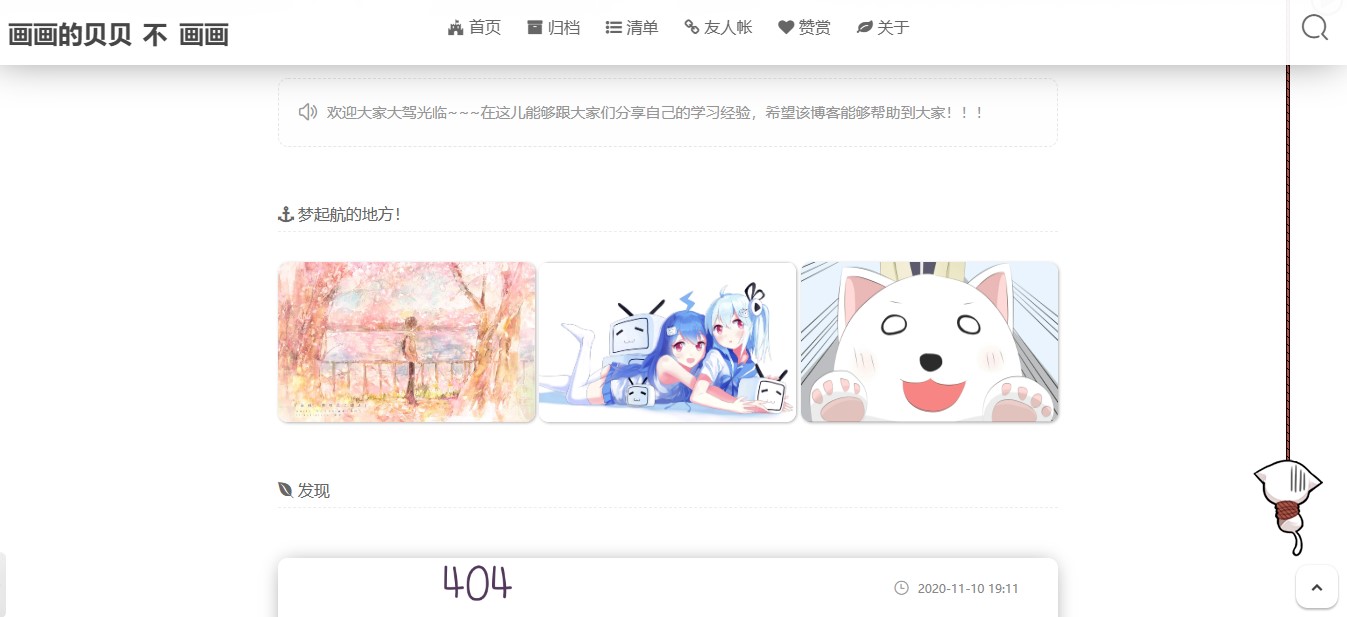 画画的贝贝 不 画画
首页 归档 清单 友人帐 赞赏 关于
欢迎大家大驾光临~~~在这儿能够跟大家们分享自己的学习经验，希望该博客能够帮助到大家！！！
梦起航的地方！
发现
404
2020-11-10 19:11